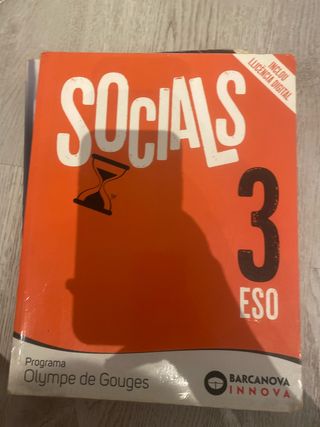 INCLOU
LLICÈNCIA DIGITAL
SOCIALS
3
ESO
Programa
Olympe de Gouges
BARCANOVA
INNOVA